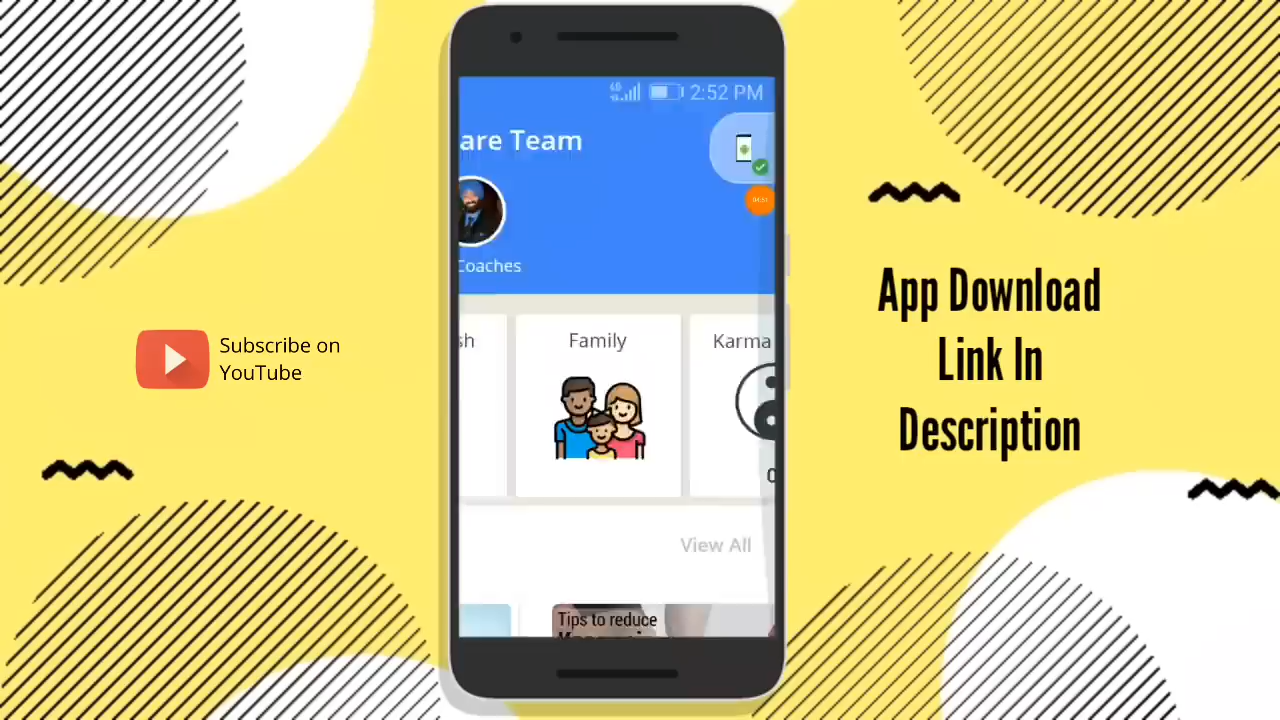 2:52 PM
are Team
Coaches
sh
Family
Karma
View All
Tips to reduce
App Download
Link In
Description
Subscribe on
YouTube